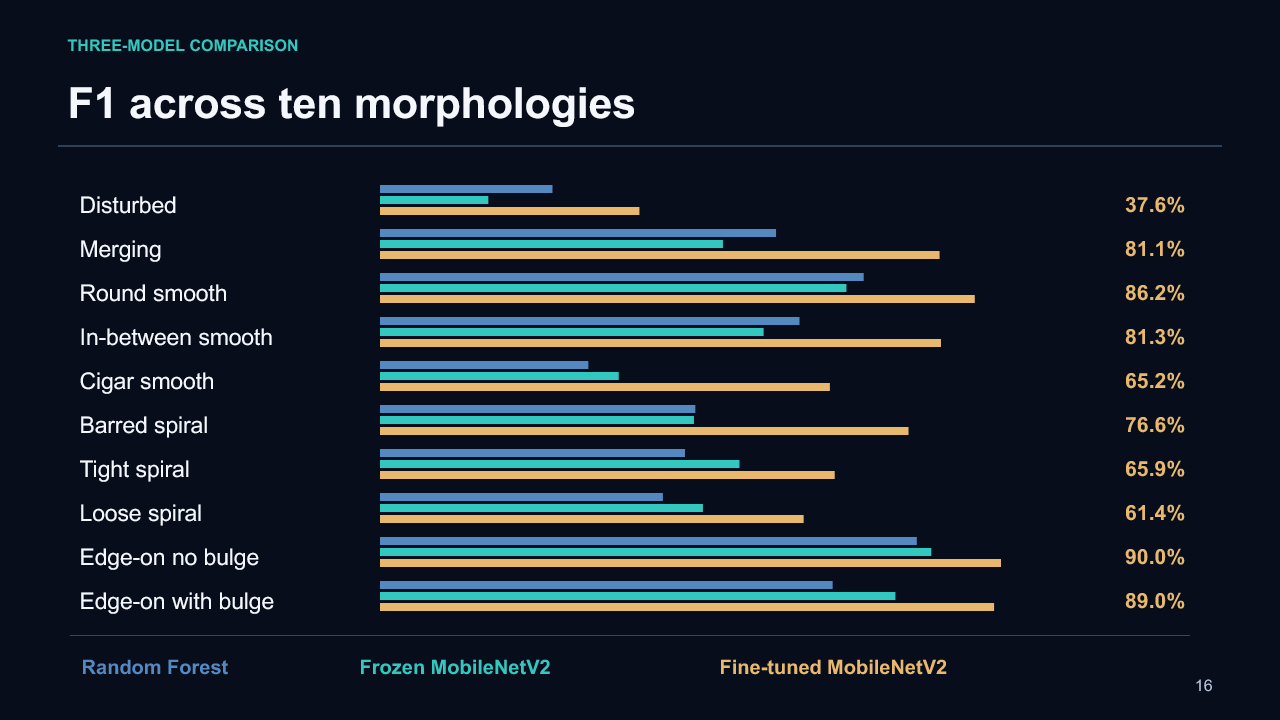 THREE-MODEL COMPARISON
F1 across ten morphologies
Disturbed 37.6%
Merging 81.1%
Round smooth 86.2%
In-between smooth 81.3%
Cigar smooth 65.2%
Barred spiral 76.6%
Tight spiral 65.9%
Loose spiral 61.4%
Edge-on no bulge 90.0%
Edge-on with bulge 89.0%
Random Forest Frozen MobileNetV2 Fine-tuned MobileNetV2
16